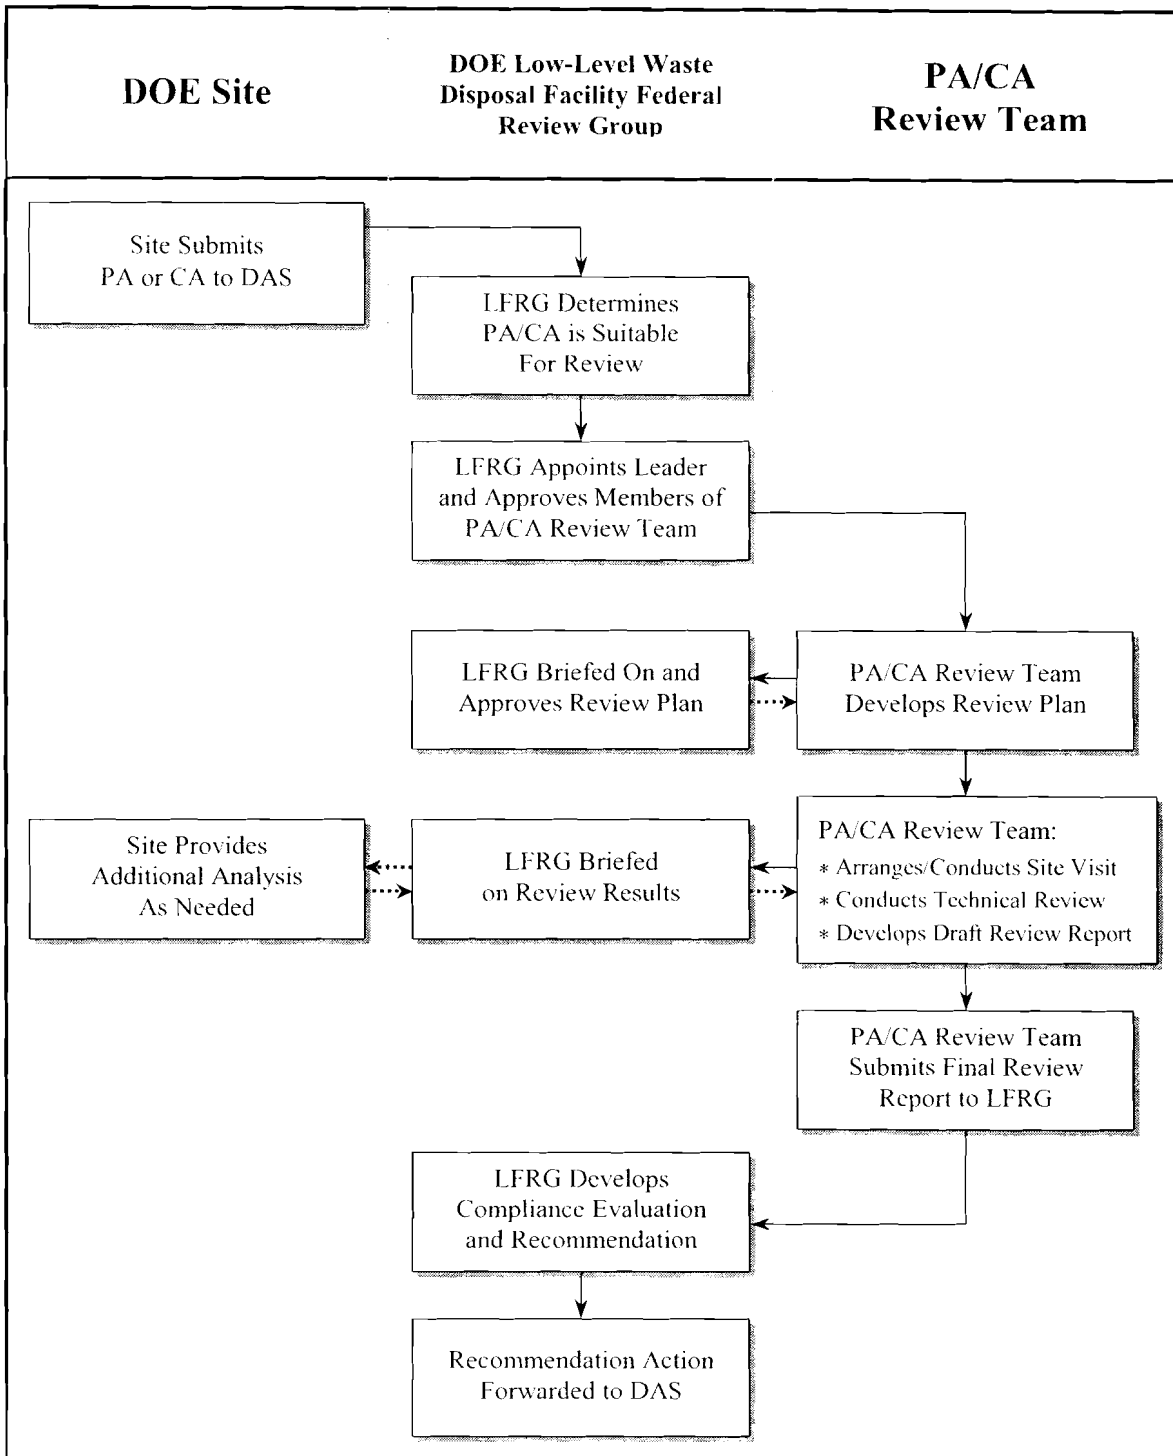 DOE Site
DOE Low-Level Waste
Disposal Facility Federal
Review Group
PA/CA
Review Team
Site Submits
PA or CA to DAS
LFRG Determines
PA/CA is Suitable
For Review
LFRG Appoints Leader
and Approves Members of
PA/CA Review Team
LFRG Briefed On and
Approves Review Plan
PA/CA Review Team
Develops Review Plan
Site Provides
Additional Analysis
As Needed
LFRG Briefed
on Review Results
PA/CA Review Team:
* Arranges/Conducts Site Visit
* Conducts Technical Review
* Develops Draft Review Report
PA/CA Review Team
Submits Final Review
Report to LFRG
LFRG Develops
Compliance Evaluation
and Recommendation
Recommendation Action
Forwarded to DAS